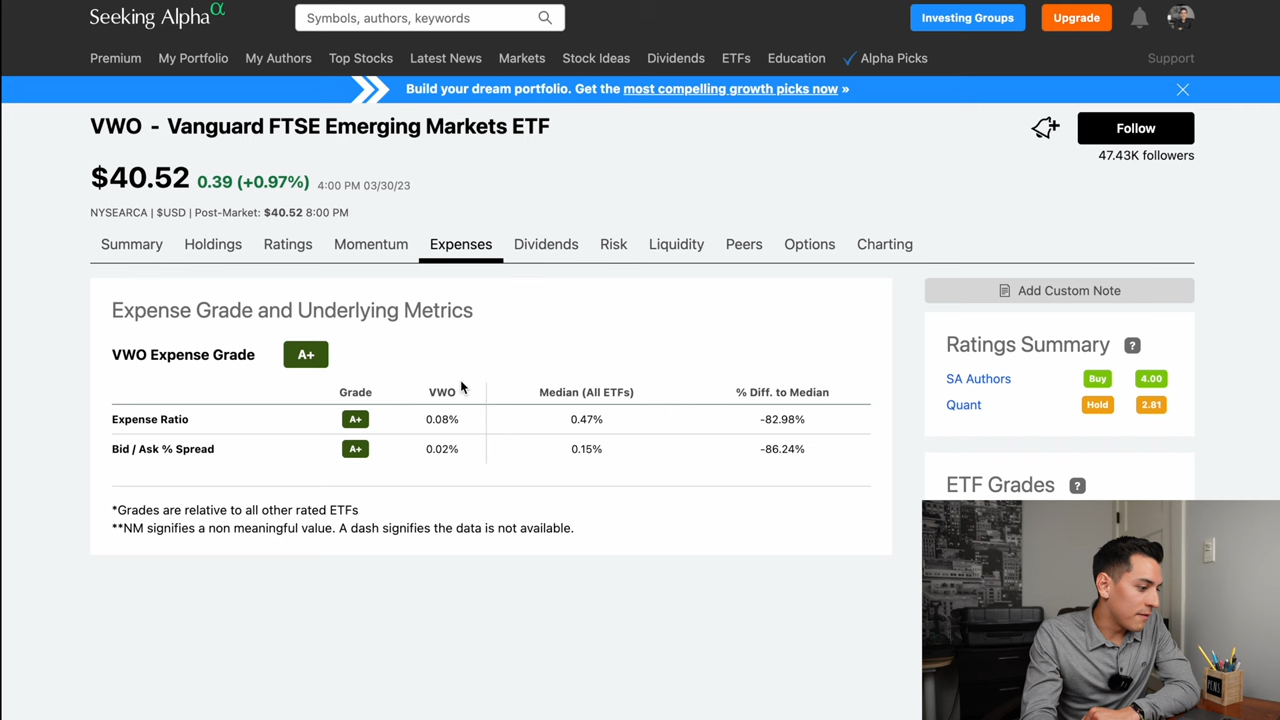 Seeking Alpha α
Symbols, authors, keywords
Investing Groups
Upgrade
Premium My Portfolio My Authors Top Stocks Latest News Markets Stock Ideas Dividends ETFs Education Alpha Picks Support
Build your dream portfolio. Get the most compelling growth picks now »
VWO - Vanguard FTSE Emerging Markets ETF
Follow
47.43K followers
$40.52 0.39 (+0.97%) 4:00 PM 03/30/23
NYSEARCA | $USD | Post-Market: $40.52 8:00 PM
Summary Holdings Ratings Momentum Expenses Dividends Risk Liquidity Peers Options Charting
Expense Grade and Underlying Metrics
VWO Expense Grade A+
Grade VWO Median (All ETFs) % Diff. to Median
Expense Ratio A+ 0.08% 0.47% -82.98%
Bid / Ask % Spread A+ 0.02% 0.15% -86.24%
*Grades are relative to all other rated ETFs
**NM signifies a non meaningful value. A dash signifies the data is not available.
Add Custom Note
Ratings Summary ?
SA Authors Buy 4.00
Quant Hold 2.81
ETF Grades ?
PENS